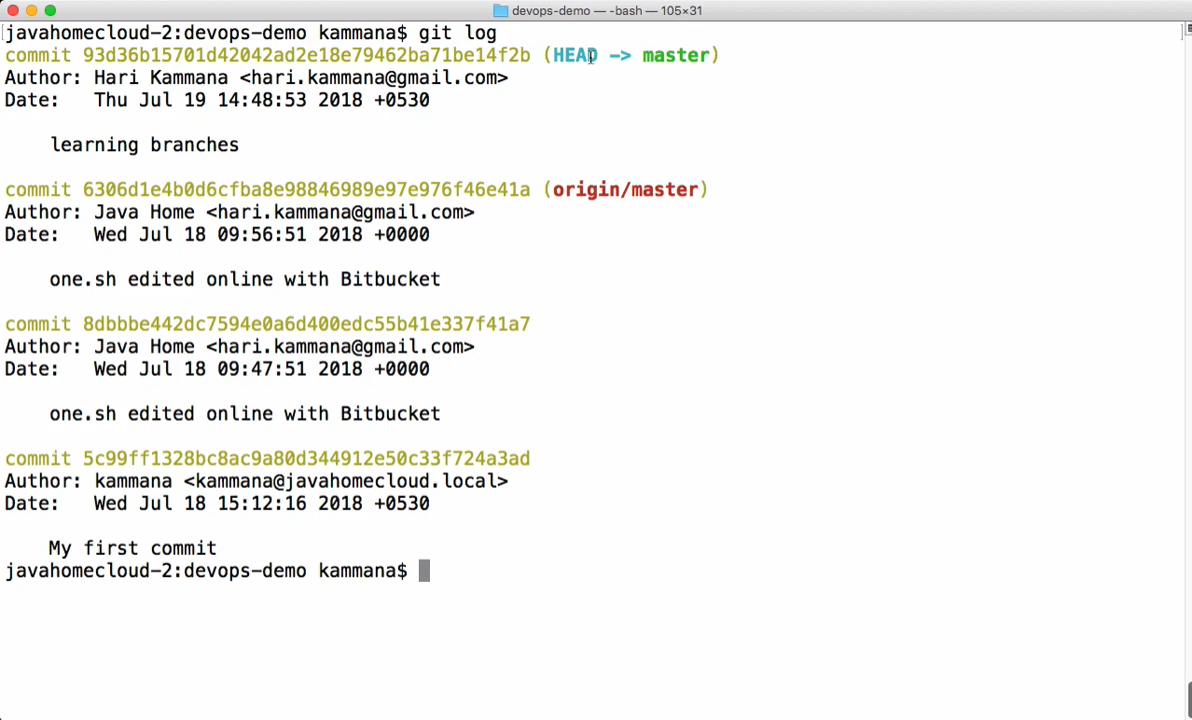 devops-demo — -bash — 105×31
javahomecloud-2:devops-demo kammana$ git log
commit 93d36b15701d42042ad2e18e79462ba71be14f2b (HEAD -> master)
Author: Hari Kammana <hari.kammana@gmail.com>
Date:   Thu Jul 19 14:48:53 2018 +0530
learning branches
commit 6306d1e4b0d6cfba8e98846989e97e976f46e41a (origin/master)
Author: Java Home <hari.kammana@gmail.com>
Date:   Wed Jul 18 09:56:51 2018 +0000
one.sh edited online with Bitbucket
commit 8dbbbe442dc7594e0a6d400edc55b41e337f41a7
Author: Java Home <hari.kammana@gmail.com>
Date:   Wed Jul 18 09:47:51 2018 +0000
one.sh edited online with Bitbucket
commit 5c99ff1328bc8ac9a80d344912e50c33f724a3ad
Author: kammana <kammana@javahomecloud.local>
Date:   Wed Jul 18 15:12:16 2018 +0530
My first commit
javahomecloud-2:devops-demo kammana$